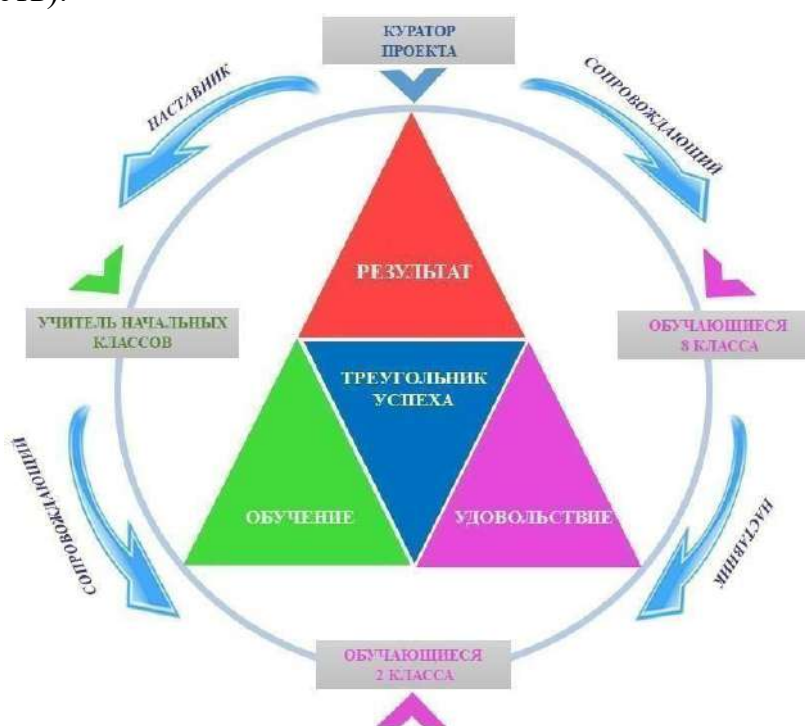 КУРАТОР
ПРОЕКТА
НАСТАВНИК
СОПРОВОЖДАЮЩИЙ
РЕЗУЛЬТАТ
УЧИТЕЛЬ НАЧАЛЬНЫХ
КЛАССОВ
ОБУЧАЮЩИЕСЯ
8 КЛАССА
ТРЕУГОЛЬНИК
УСПЕХА
СОПРОВОЖДАЮЩИЙ
ОБУЧЕНИЕ
УДОВОЛЬСТВИЕ
НАСТАВНИК
ОБУЧАЮЩИЕСЯ
2 КЛАССА